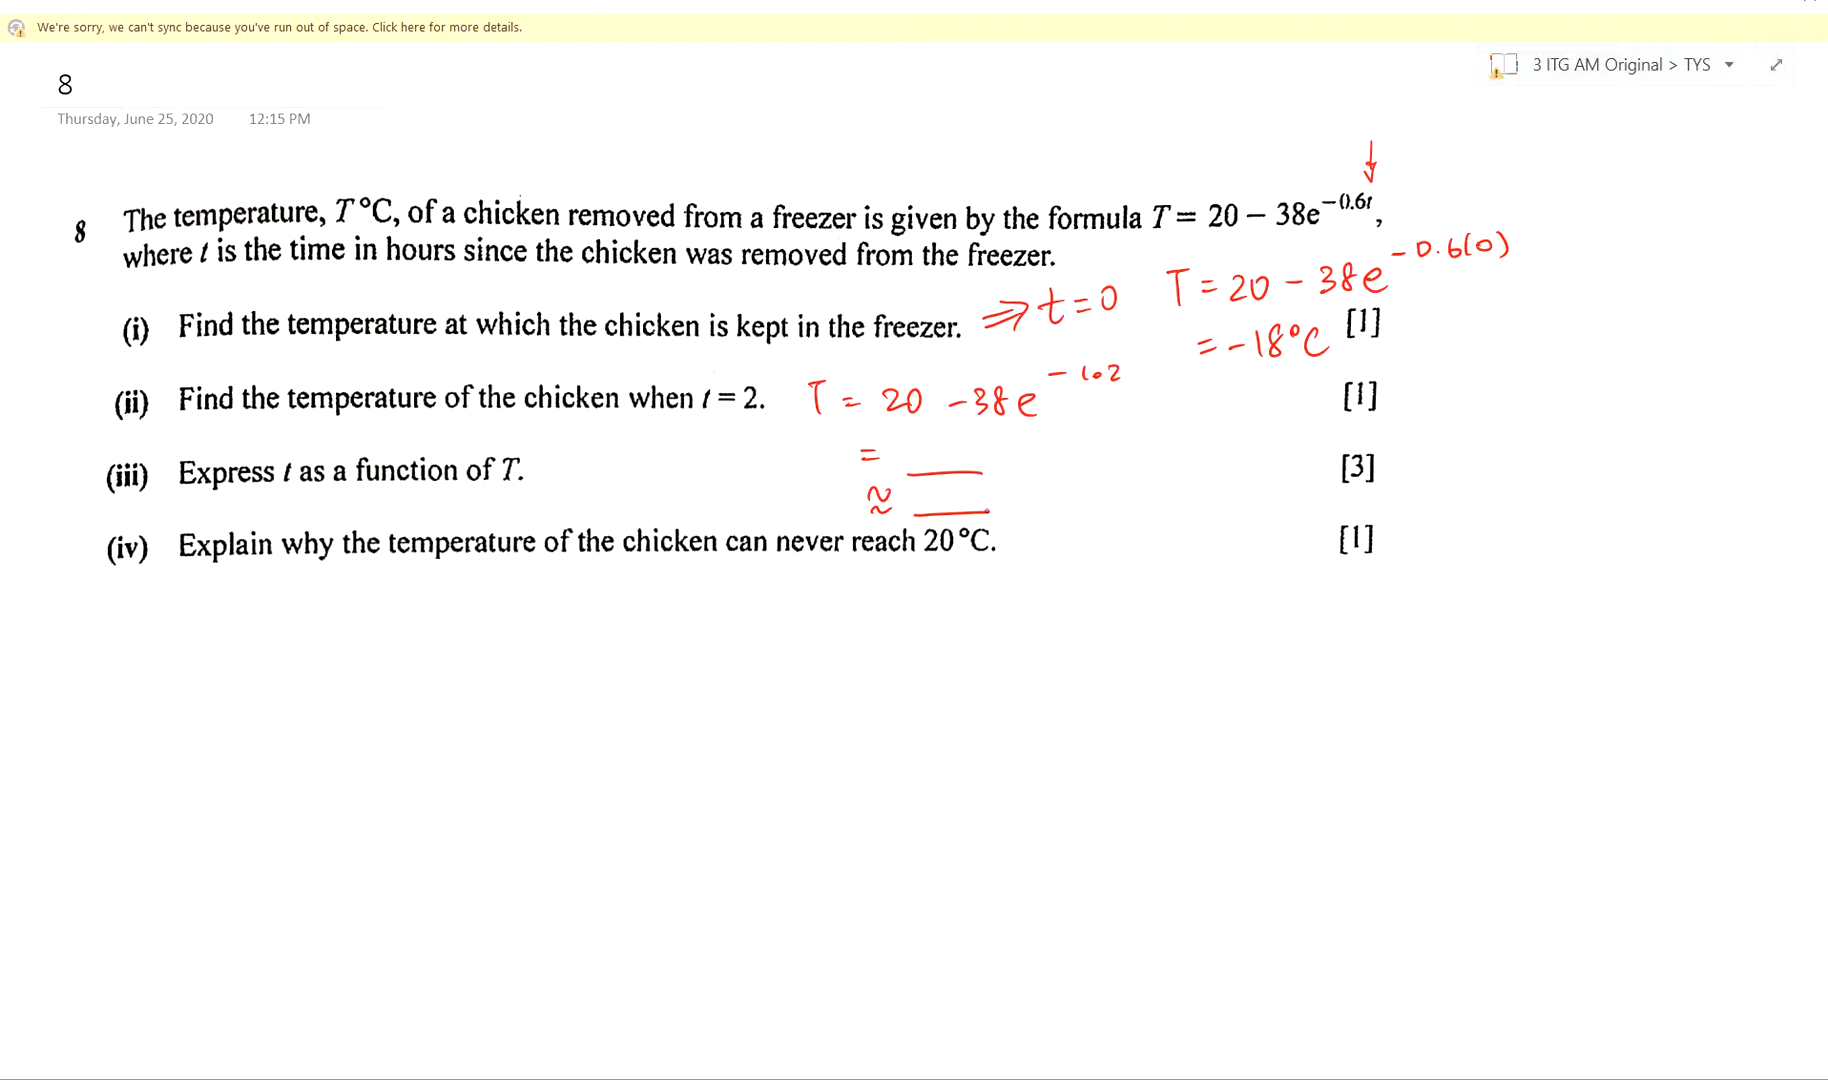 We're sorry, we can't sync because you've run out of space. Click here for more details.
3 ITG AM Original > TYS
8
Thursday, June 25, 2020 12:15 PM
8 The temperature, T °C, of a chicken removed from a freezer is given by the formula T = 20 – 38e^{−0.6t},
where t is the time in hours since the chicken was removed from the freezer.
T = 20 - 38e^{-0.6(0)}
(i) Find the temperature at which the chicken is kept in the freezer. ⇒ t = 0 [1]
= -18°C
(ii) Find the temperature of the chicken when t = 2. T = 20 - 38e^{-1.2} [1]
=
(iii) Express t as a function of T. [3]
≈
(iv) Explain why the temperature of the chicken can never reach 20 °C. [1]